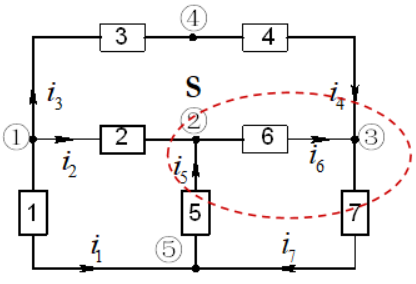 ④
3 4
i₃ S i₄
① ② ③
2 6
i₂ i₅ i₆
1 5 7
⑤
i₁ i₇